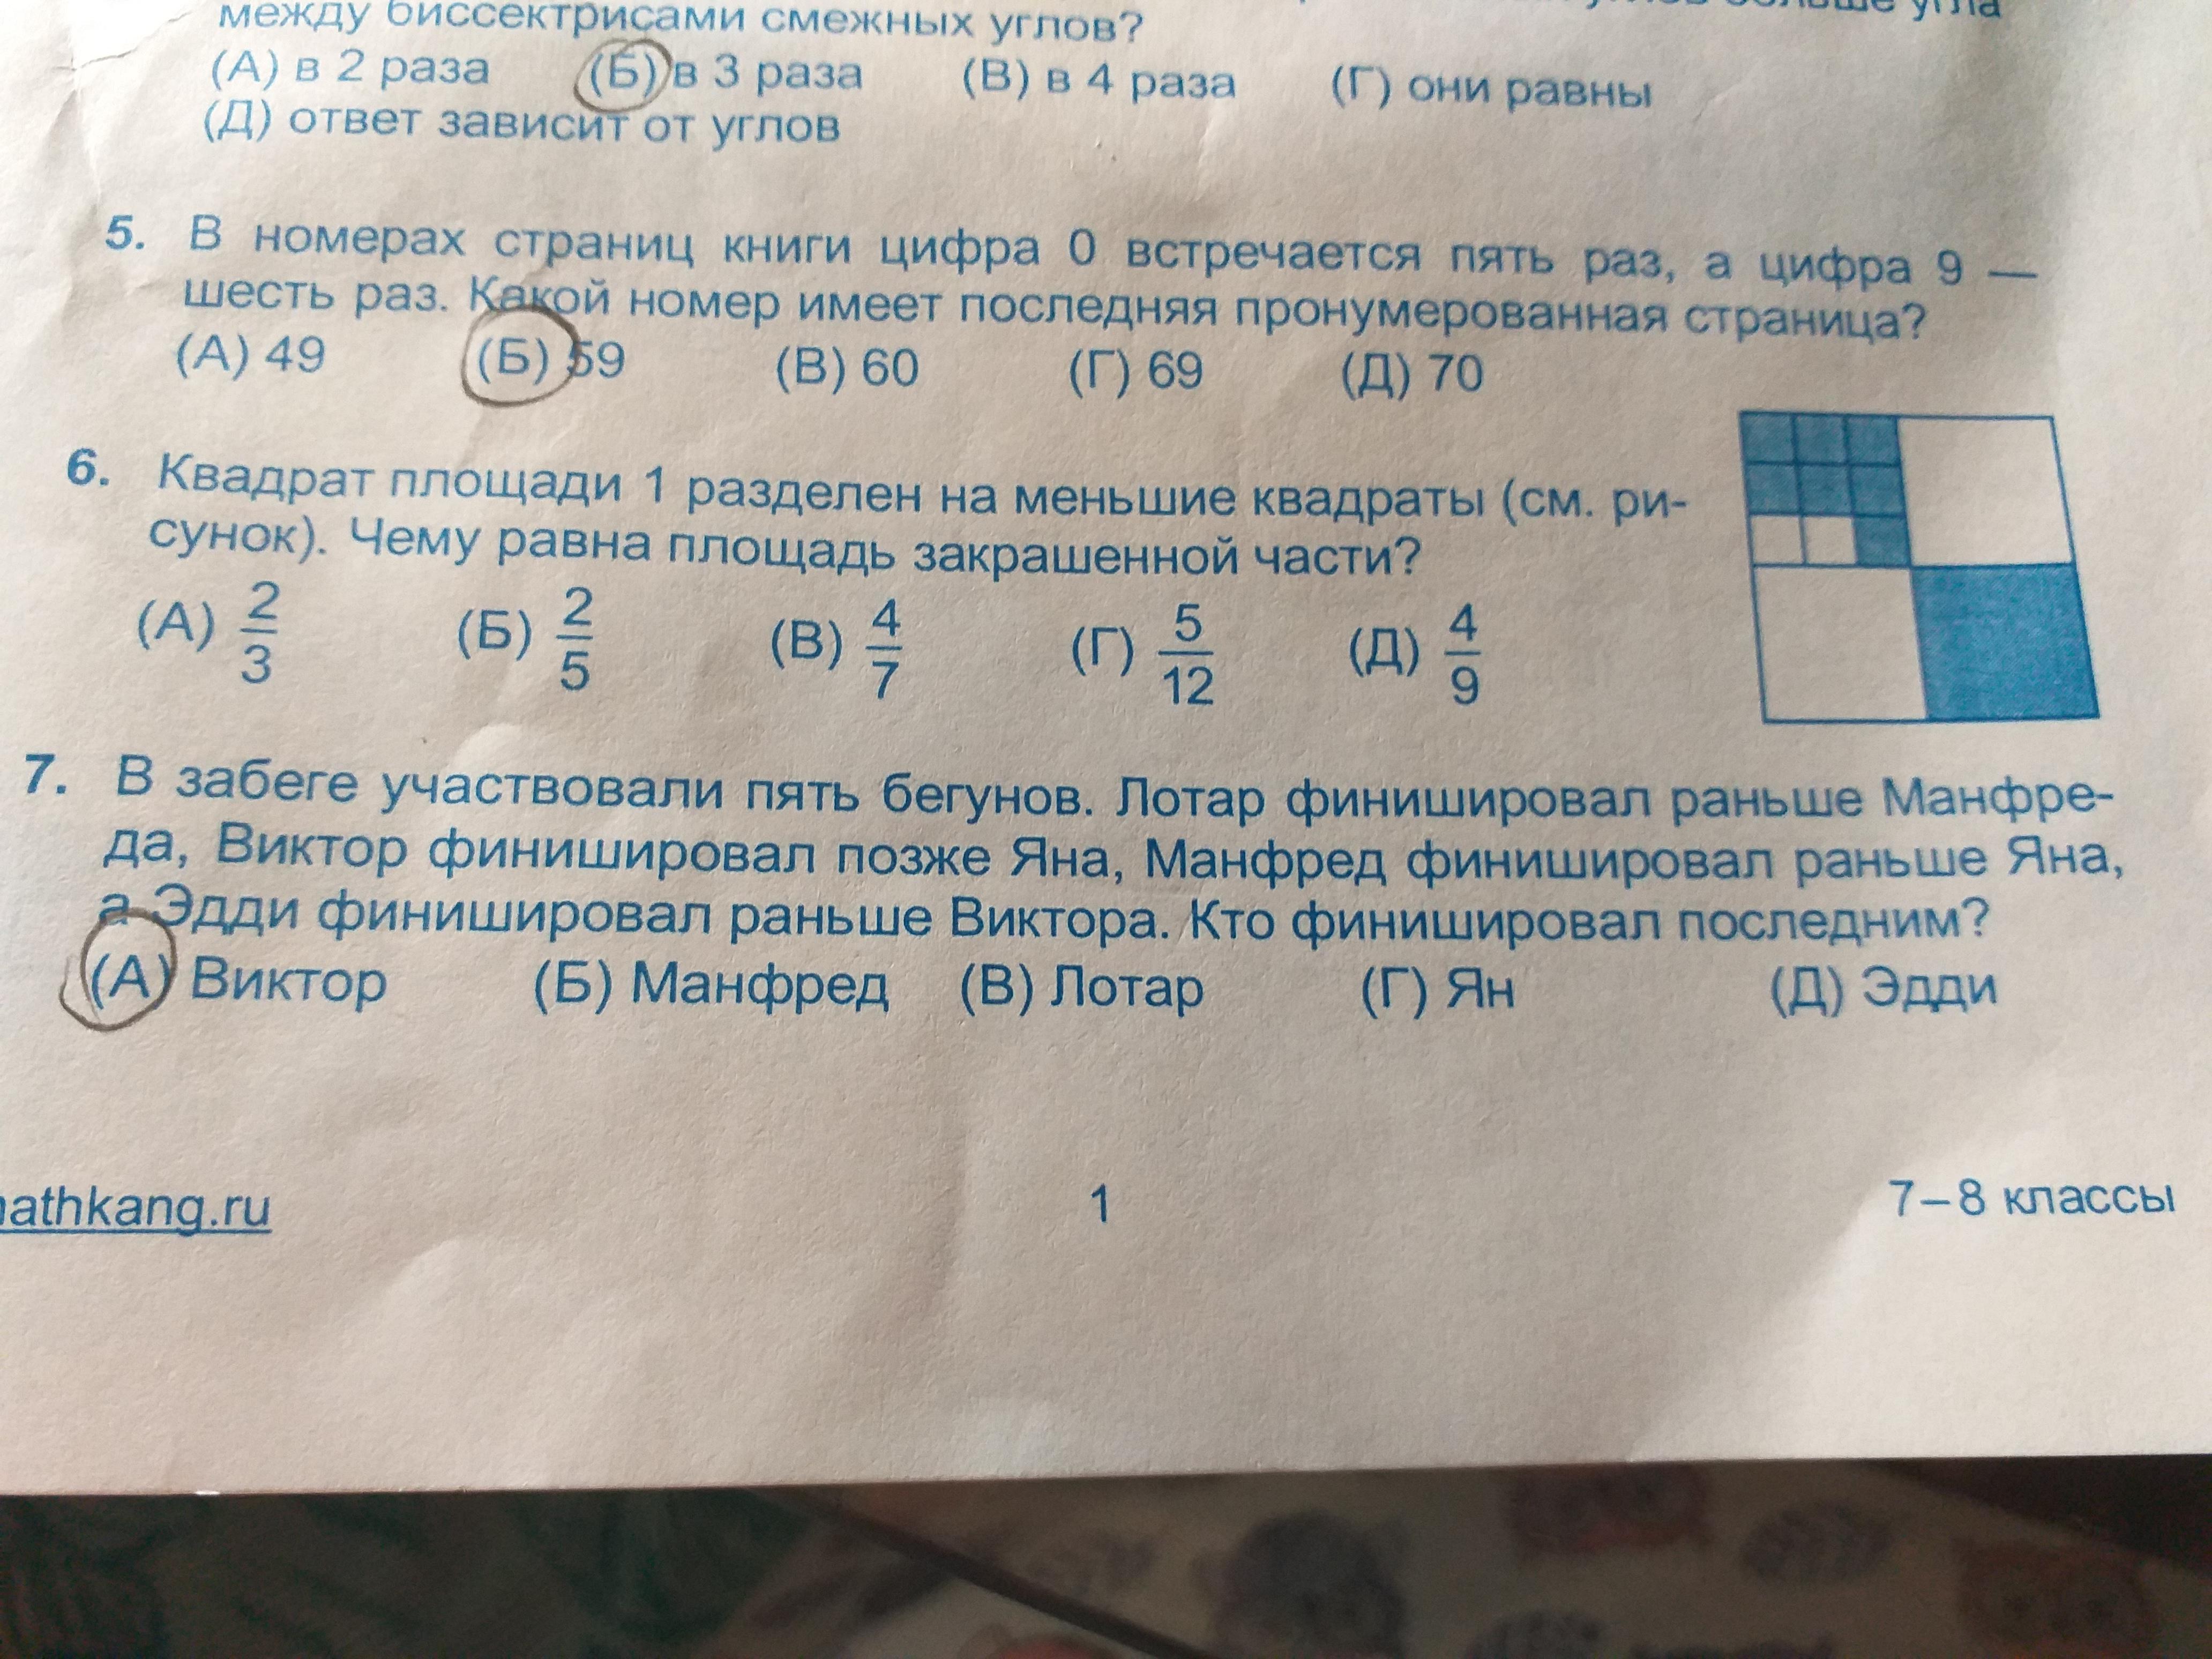 между биссектрисами смежных углов?
(А) в 2 раза (Б) в 3 раза (В) в 4 раза (Г) они равны
(Д) ответ зависит от углов
5. В номерах страниц книги цифра 0 встречается пять раз, а цифра 9 —
шесть раз. Какой номер имеет последняя пронумерованная страница?
(А) 49 (Б) 59 (В) 60 (Г) 69 (Д) 70
6. Квадрат площади 1 разделен на меньшие квадраты (см. ри-
сунок). Чему равна площадь закрашенной части?
(А) 2/3 (Б) 2/5 (В) 4/7 (Г) 5/12 (Д) 4/9
7. В забеге участвовали пять бегунов. Лотар финишировал раньше Манфре-
да, Виктор финишировал позже Яна, Манфред финишировал раньше Яна,
а Эдди финишировал раньше Виктора. Кто финишировал последним?
(А) Виктор (Б) Манфред (В) Лотар (Г) Ян (Д) Эдди
athkang.ru 1 7–8 классы